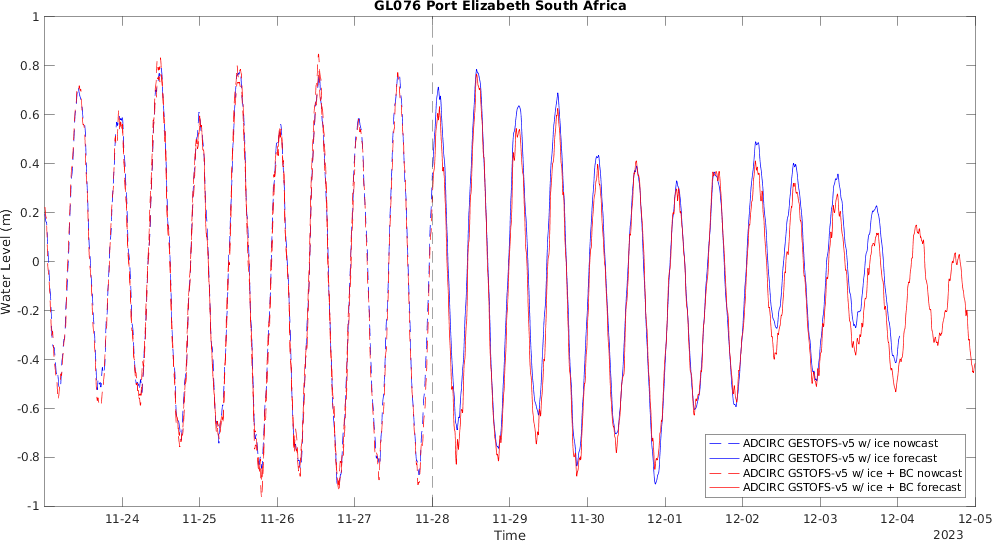 GL076 Port Elizabeth South Africa
1
0.8
0.6
0.4
0.2
0
-0.2
-0.4
-0.6
-0.8
-1
Water Level (m)
ADCIRC GESTOFS-v5 w/ ice nowcast
ADCIRC GESTOFS-v5 w/ ice forecast
ADCIRC GSTOFS-v5 w/ ice + BC nowcast
ADCIRC GSTOFS-v5 w/ ice + BC forecast
11-24 11-25 11-26 11-27 11-28 11-29 11-30 12-01 12-02 12-03 12-04 12-05
Time
2023